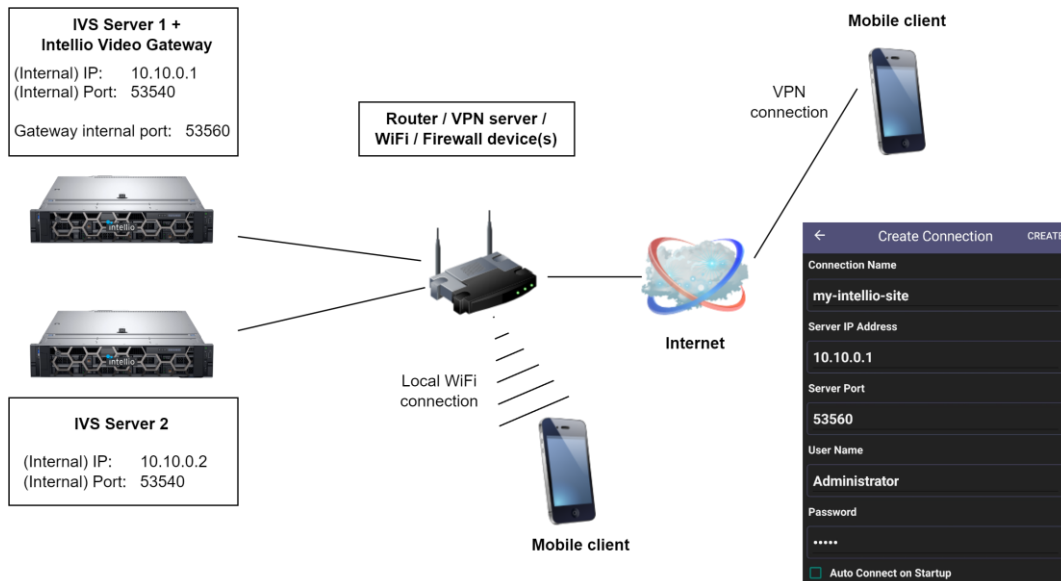 IVS Server 1 +
Intellio Video Gateway
(Internal) IP: 10.10.0.1
(Internal) Port: 53540
Gateway internal port: 53560
intellio
intellio
IVS Server 2
(Internal) IP: 10.10.0.2
(Internal) Port: 53540
Router / VPN server /
WiFi / Firewall device(s)
Local WiFi
connection
Mobile client
Internet
VPN
connection
Mobile client
Create Connection CREATE
Connection Name
my-intellio-site
Server IP Address
10.10.0.1
Server Port
53560
User Name
Administrator
Password
•••••
Auto Connect on Startup